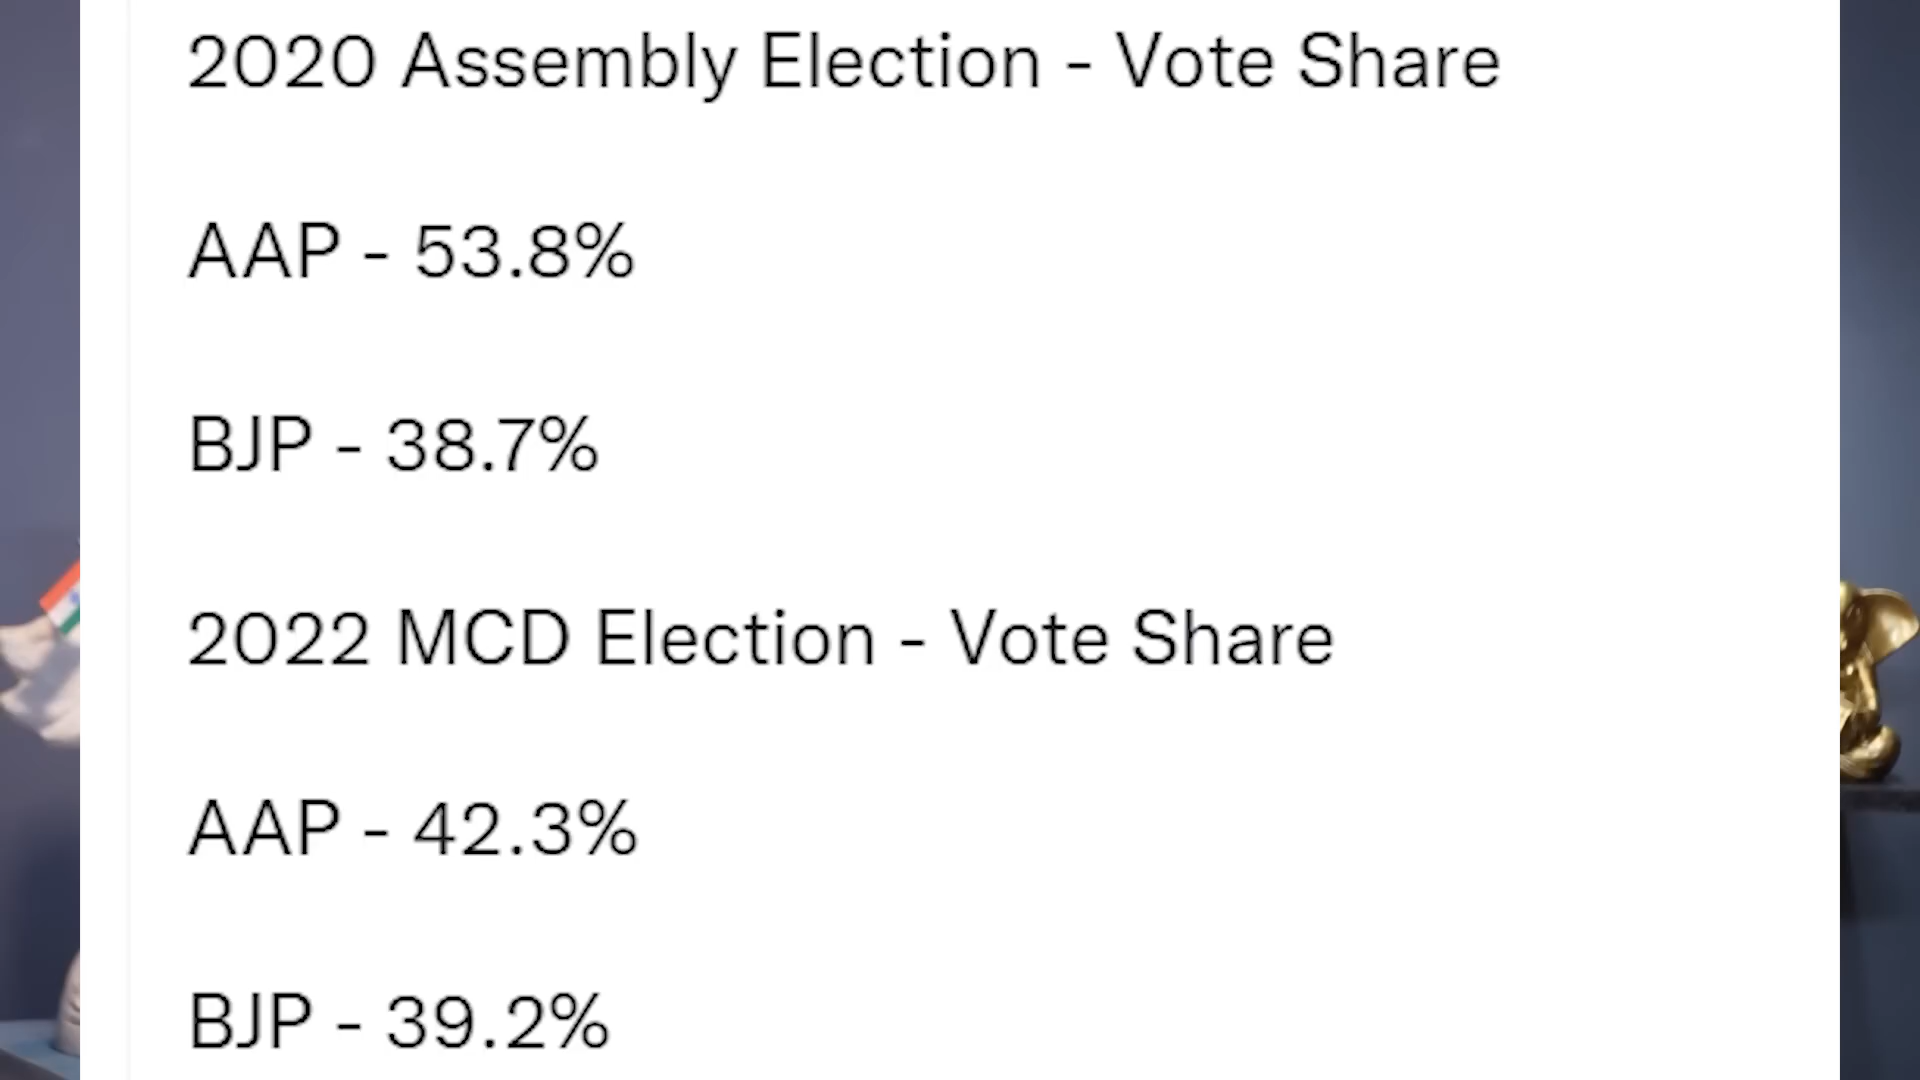 2020 Assembly Election - Vote Share
AAP - 53.8%
BJP - 38.7%
2022 MCD Election - Vote Share
AAP - 42.3%
BJP - 39.2%